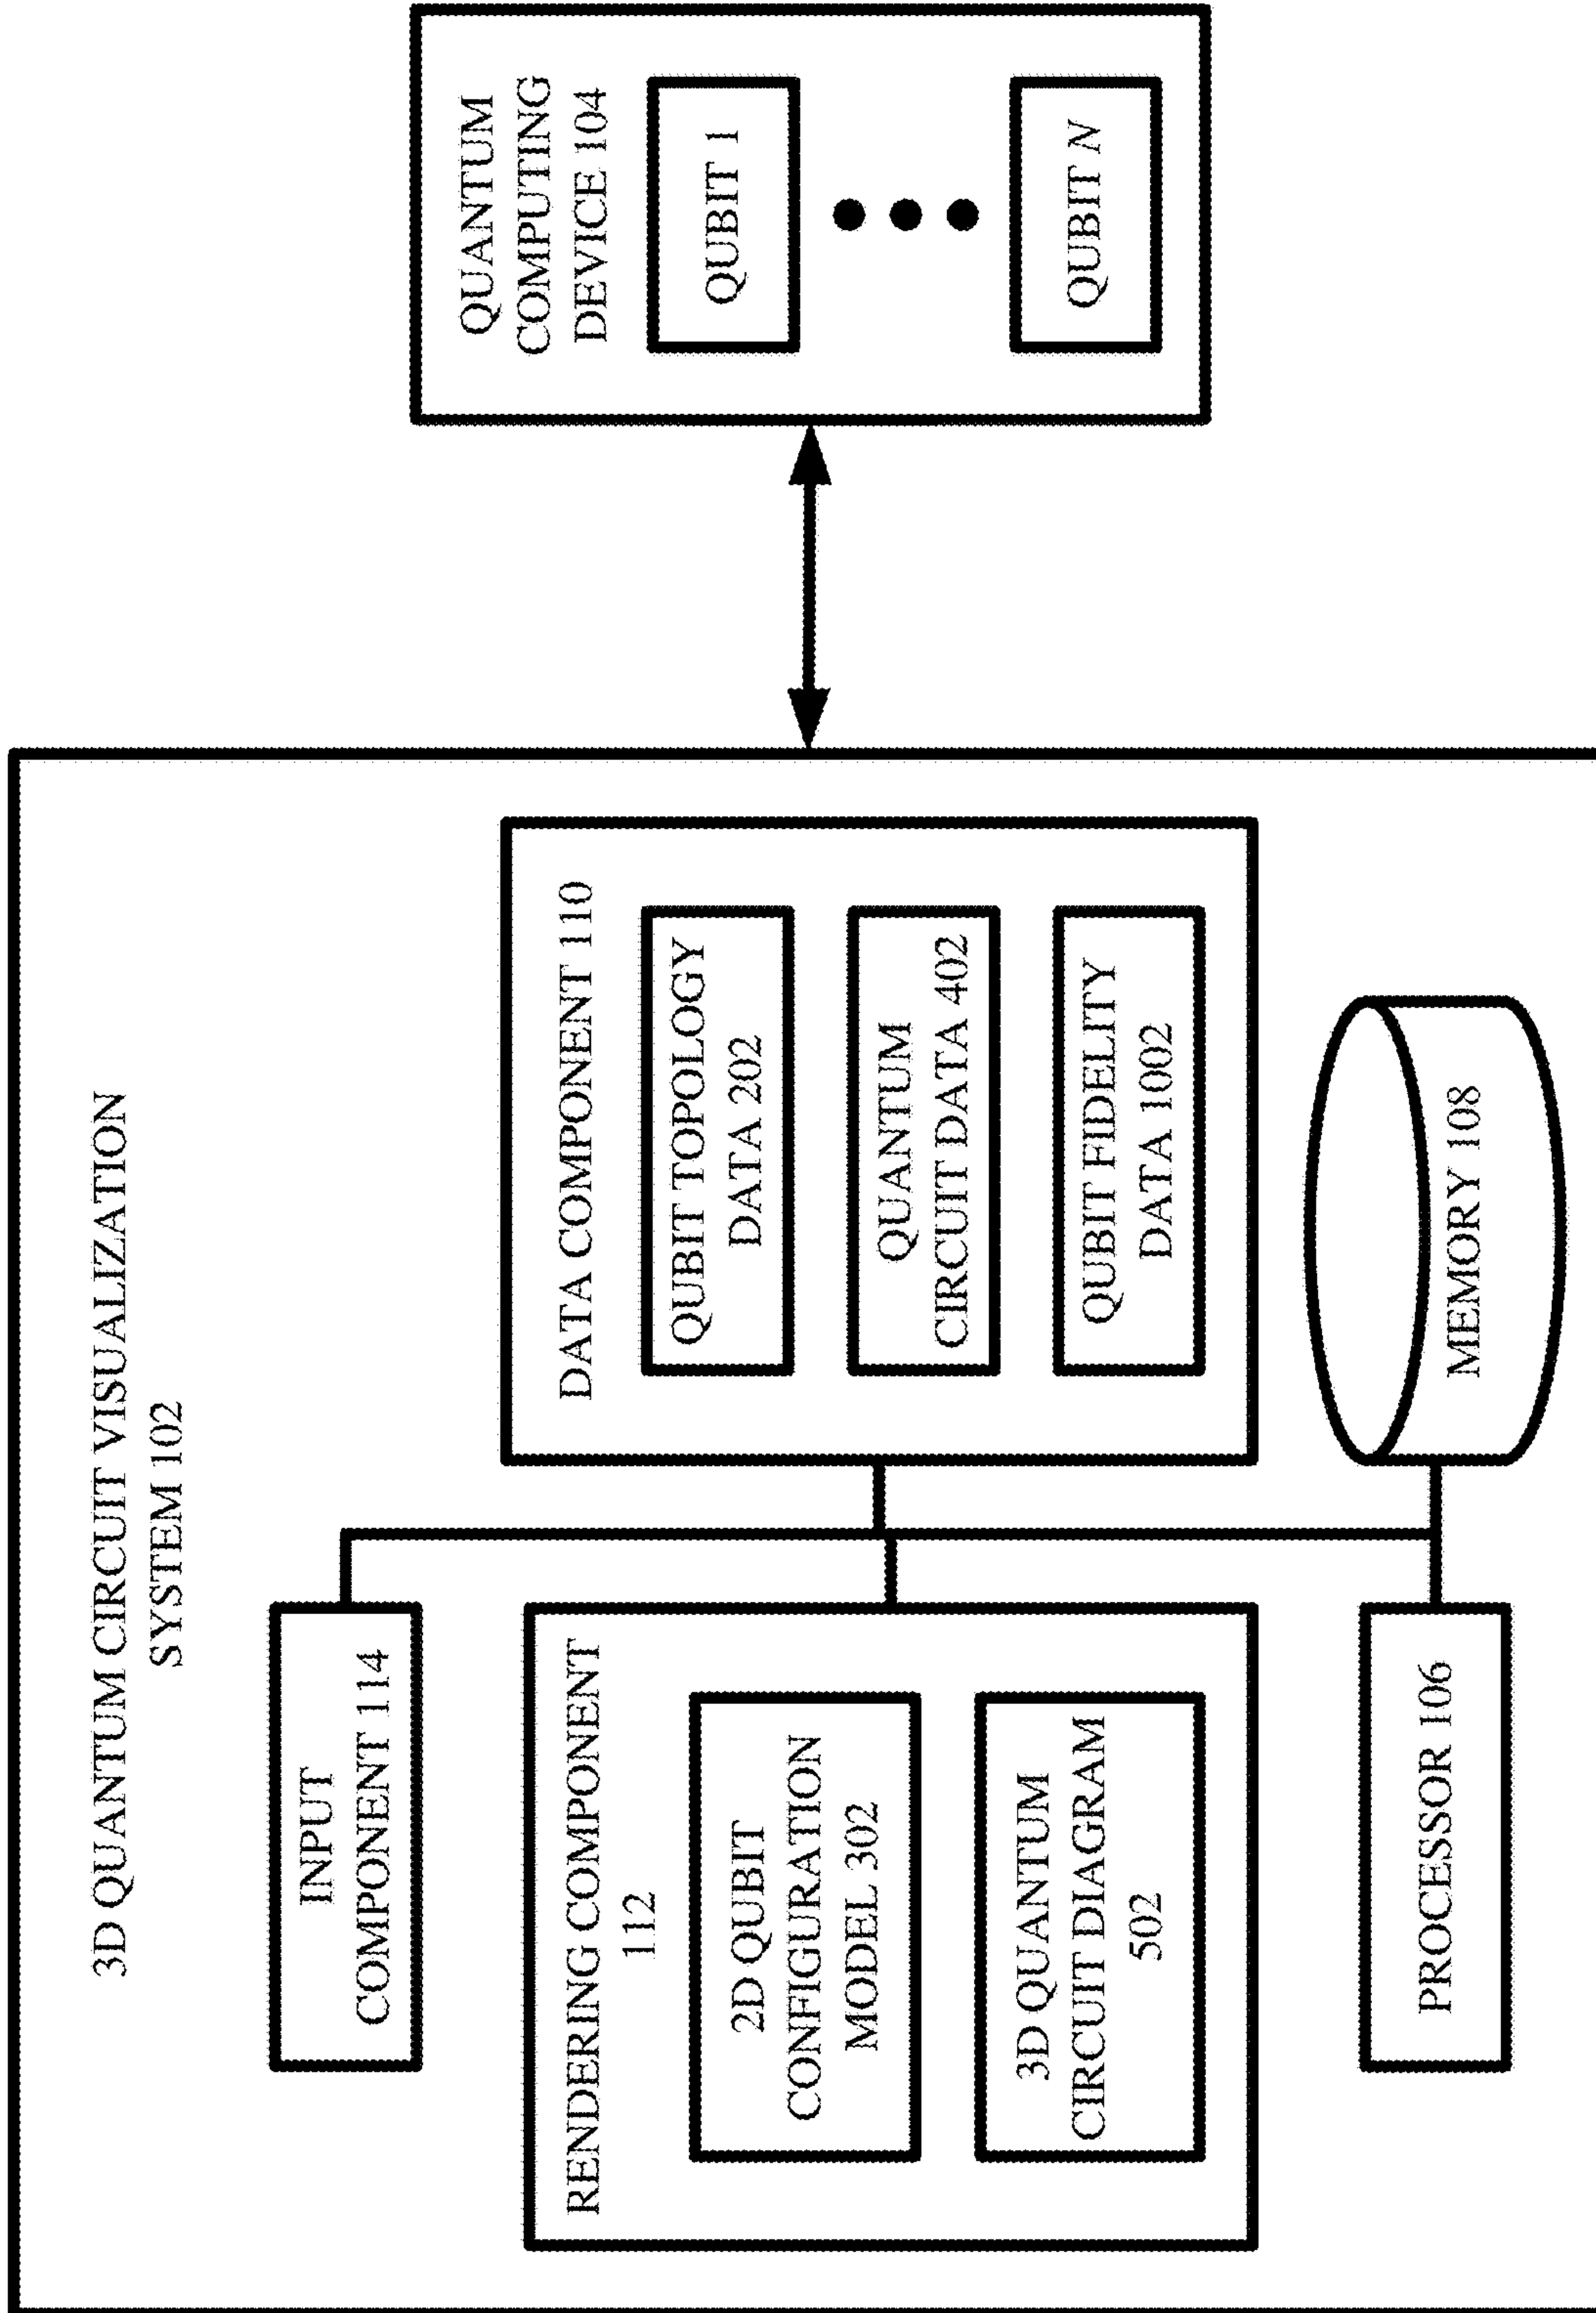 3D QUANTUM CIRCUIT VISUALIZATION
SYSTEM 102
INPUT
COMPONENT 114
RENDERING COMPONENT
112
2D QUBIT
CONFIGURATION
MODEL 302
3D QUANTUM
CIRCUIT DIAGRAM
502
PROCESSOR 106
DATA COMPONENT 110
QUBIT TOPOLOGY
DATA 202
QUANTUM
CIRCUIT DATA 402
QUBIT FIDELITY
DATA 1002
MEMORY 108
QUANTUM
COMPUTING
DEVICE 104
QUBIT 1
QUBIT N